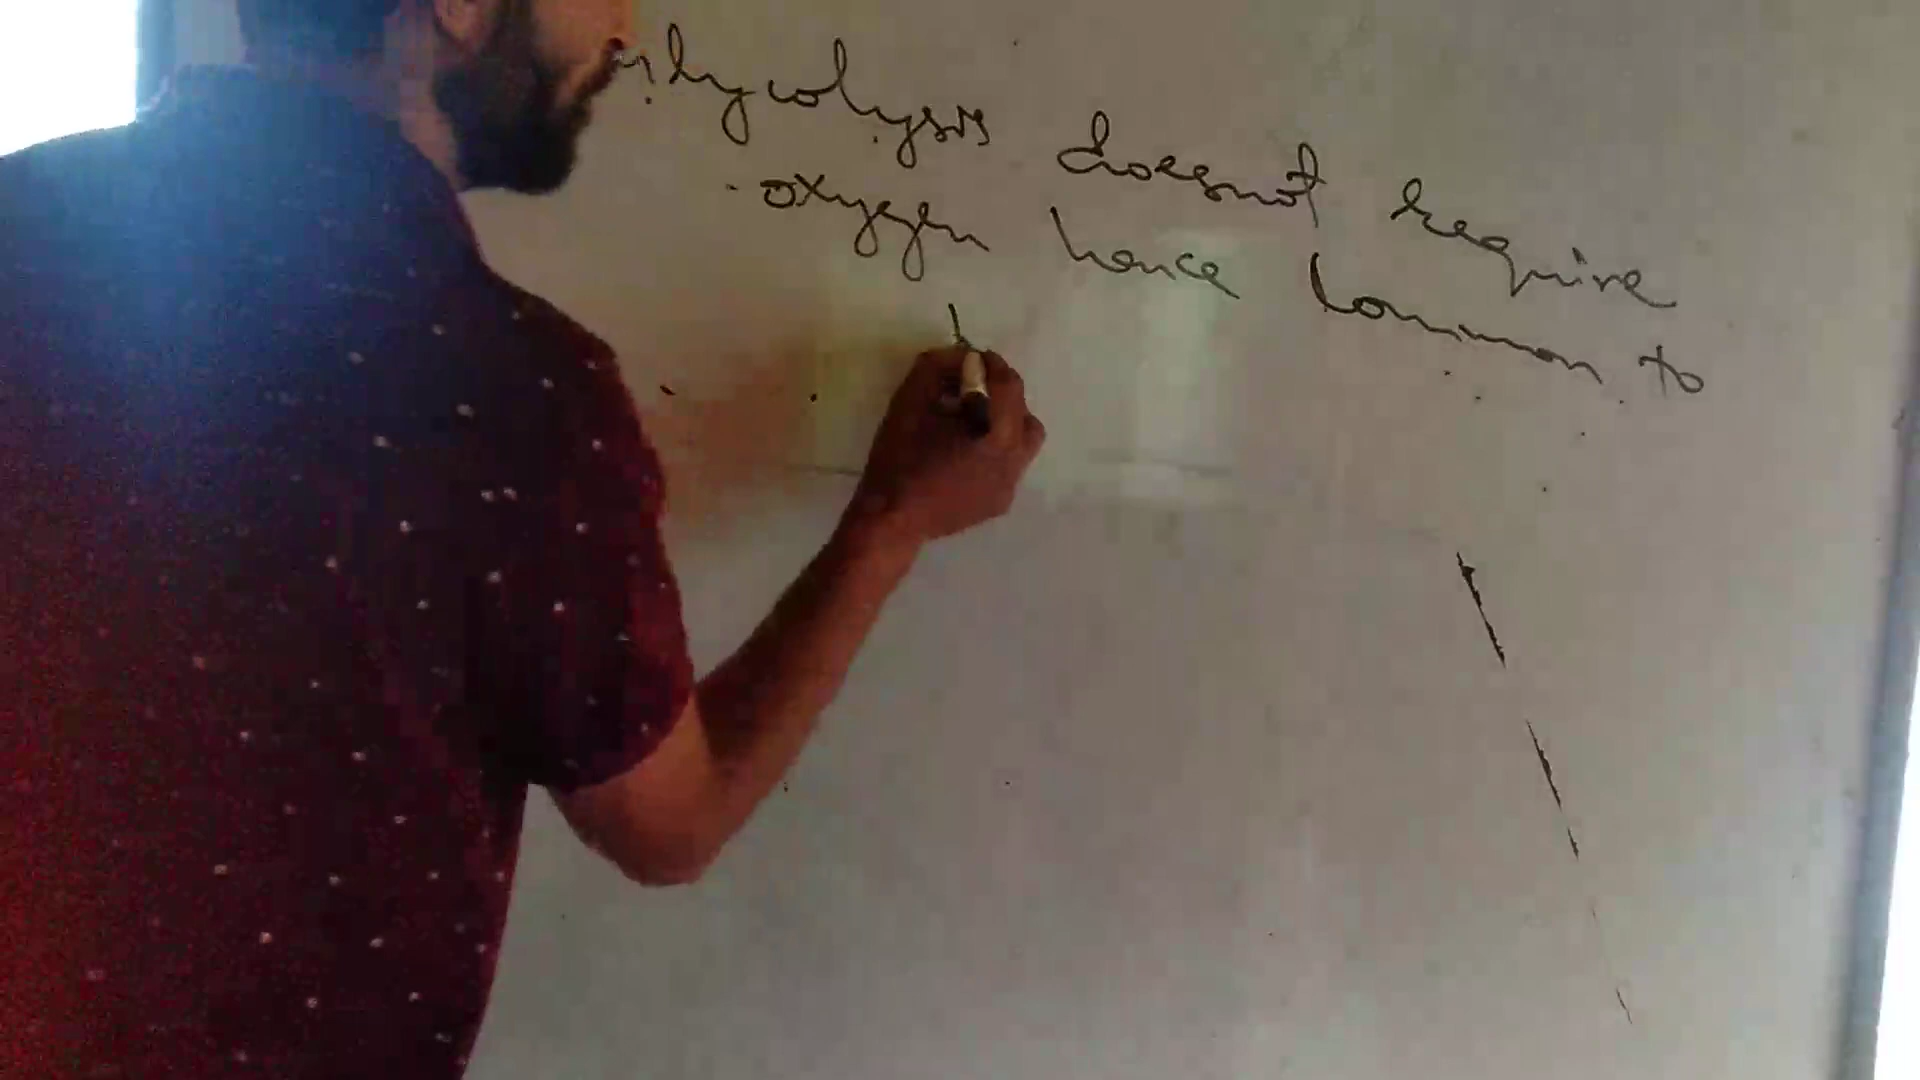 Glycolysis doesnot require
oxygen hence common to